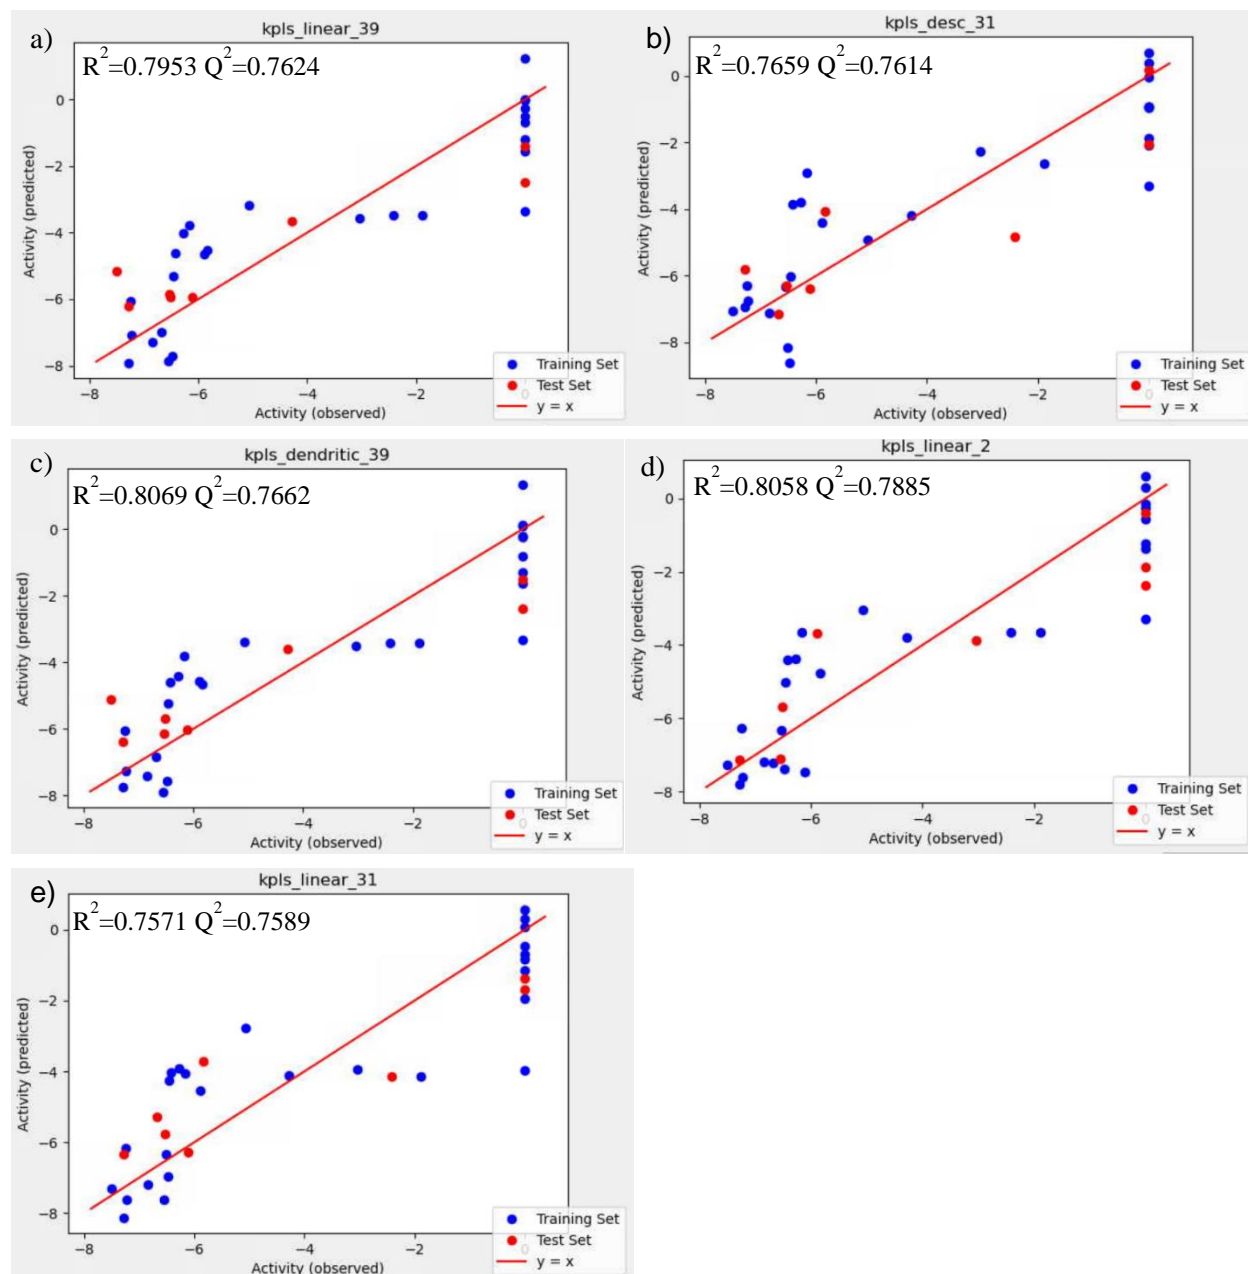 a)
kpls_linear_39
R²=0.7953 Q²=0.7624
Activity (predicted)
0
−2
−4
−6
−8
−8 −6 −4 −2 0
Activity (observed)
Training Set
Test Set
y = x
b)
kpls_desc_31
R²=0.7659 Q²=0.7614
Activity (predicted)
0
−2
−4
−6
−8
−8 −6 −4 −2 0
Activity (observed)
Training Set
Test Set
y = x
c)
kpls_dendritic_39
R²=0.8069 Q²=0.7662
Activity (predicted)
0
−2
−4
−6
−8
−8 −6 −4 −2 0
Activity (observed)
Training Set
Test Set
y = x
d)
kpls_linear_2
R²=0.8058 Q²=0.7885
Activity (predicted)
0
−2
−4
−6
−8
−8 −6 −4 −2 0
Activity (observed)
Training Set
Test Set
y = x
e)
kpls_linear_31
R²=0.7571 Q²=0.7589
Activity (predicted)
0
−2
−4
−6
−8
−8 −6 −4 −2 0
Activity (observed)
Training Set
Test Set
y = x